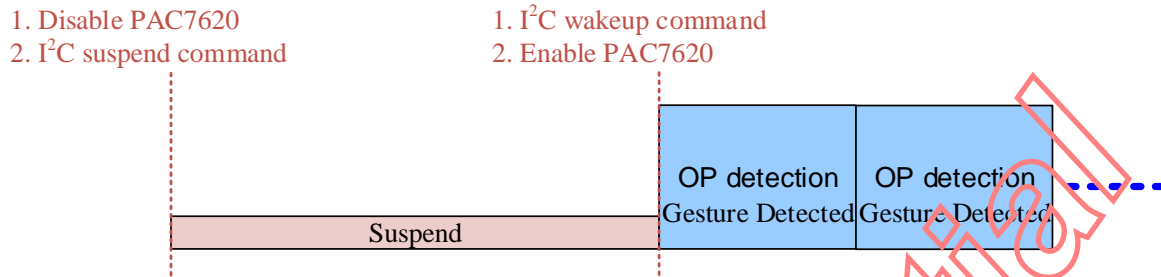 1. Disable PAC7620
2. I²C suspend command
1. I²C wakeup command
2. Enable PAC7620
OP detection
Gesture Detected
OP detection
Gesture Detected
Suspend
tial